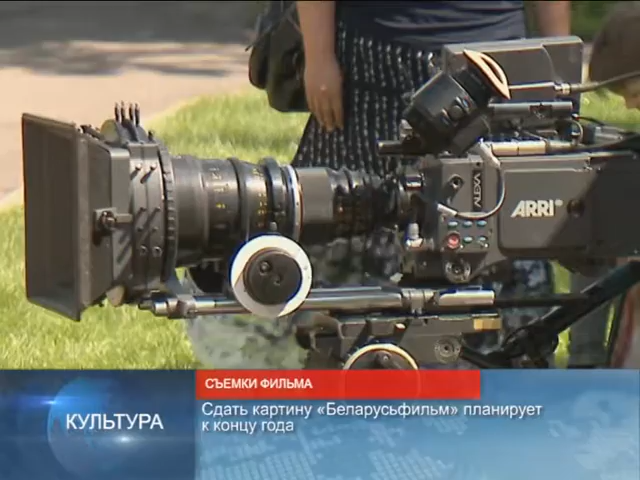 ALEXA
ARRI
СЪЕМКИ ФИЛЬМА
КУЛЬТУРА
Сдать картину «Беларусьфильм» планирует
к концу года